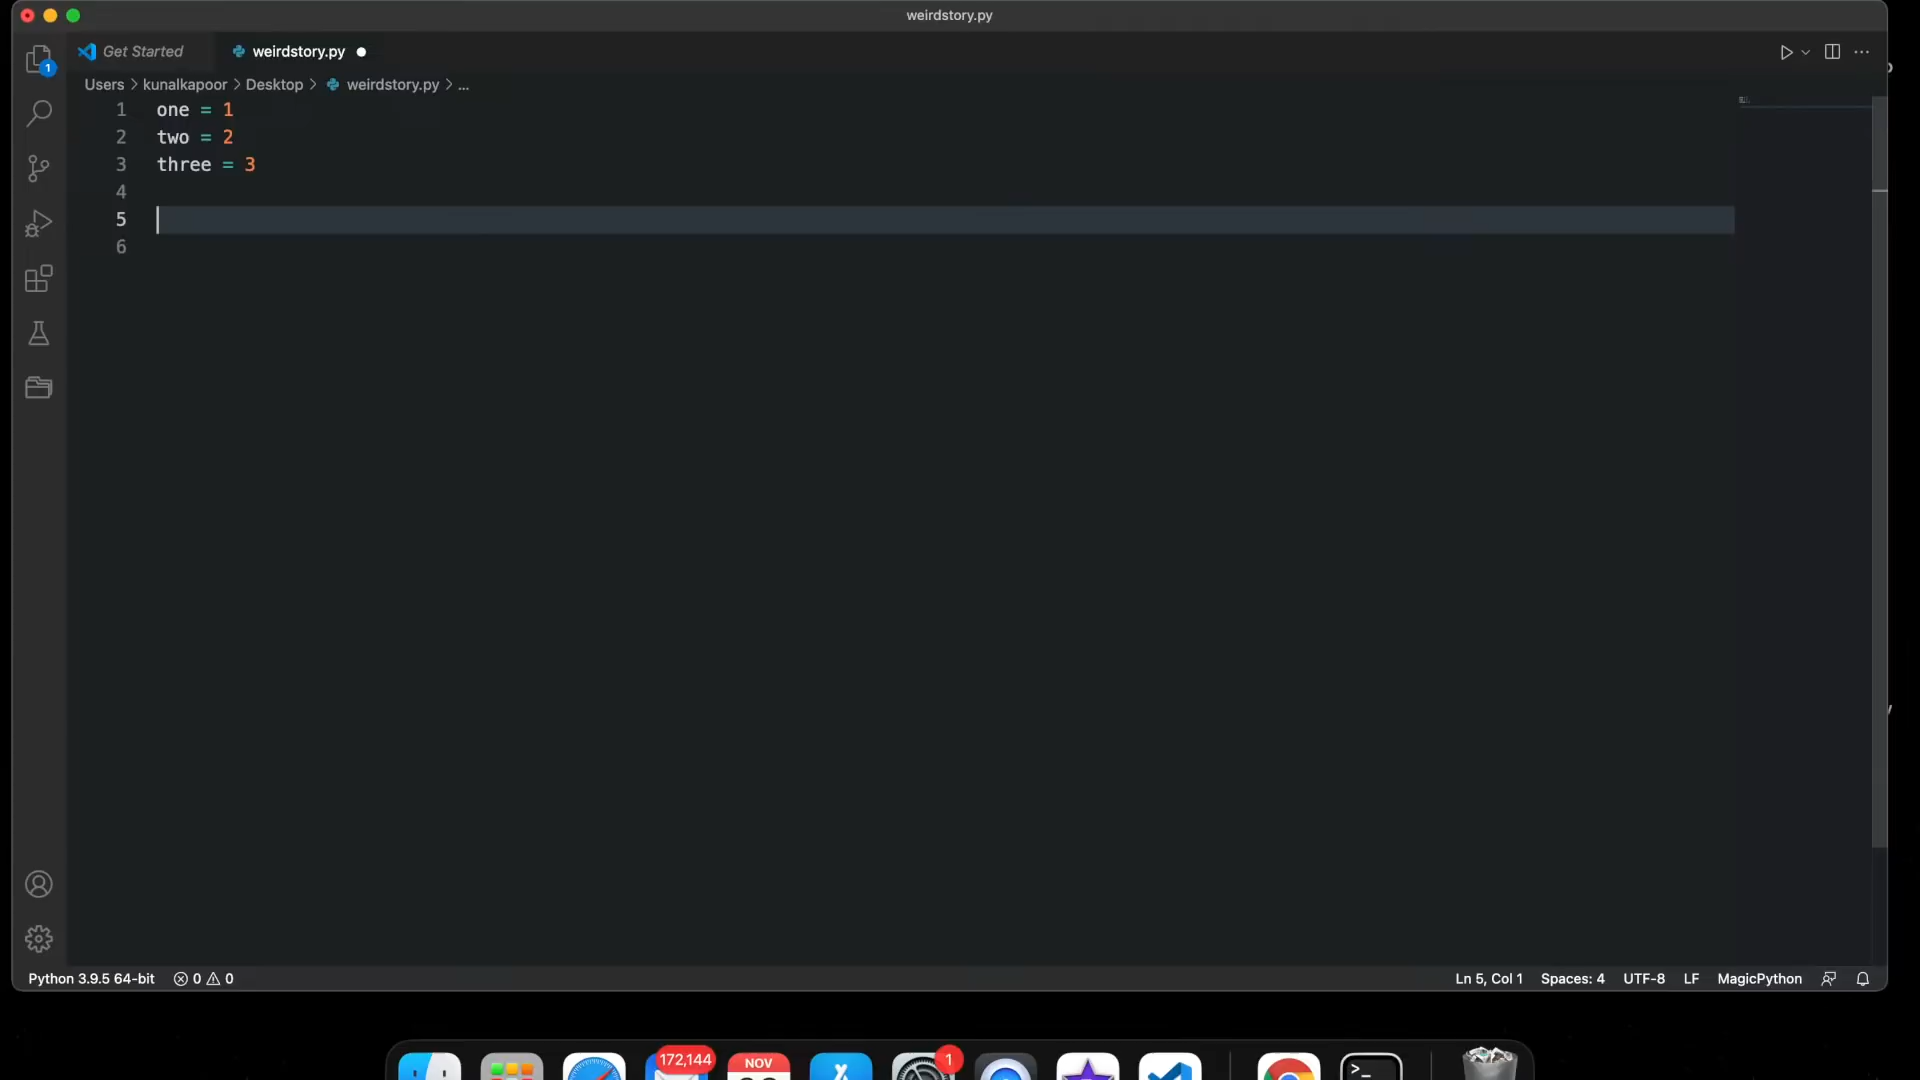 weirdstory.py
Get Started
weirdstory.py
Users > kunalkapoor > Desktop > weirdstory.py > ...
1
1 one = 1
2 two = 2
3 three = 3
4
5
6
Python 3.9.5 64-bit 0 0
Ln 5, Col 1 Spaces: 4 UTF-8 LF MagicPython
172,144
NOV
1
>_